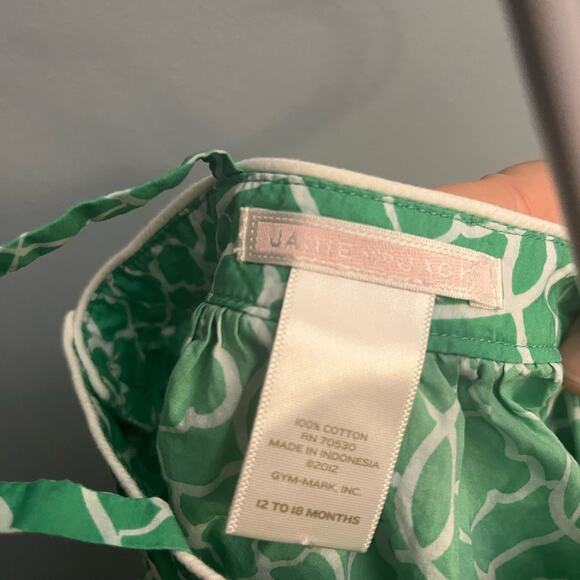 JANIE AND JACK
100% COTTON
RN 70530
MADE IN INDONESIA
©2012
GYM-MARK, INC.
12 TO 18 MONTHS